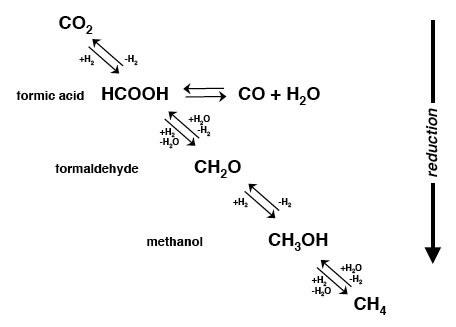 CO₂
+H₂ -H₂
formic acid HCOOH CO + H₂O
+H₂O
+H₂ -H₂
-H₂O
formaldehyde CH₂O
+H₂ -H₂
methanol CH₃OH
+H₂O
+H₂ -H₂
-H₂O
CH₄
reduction